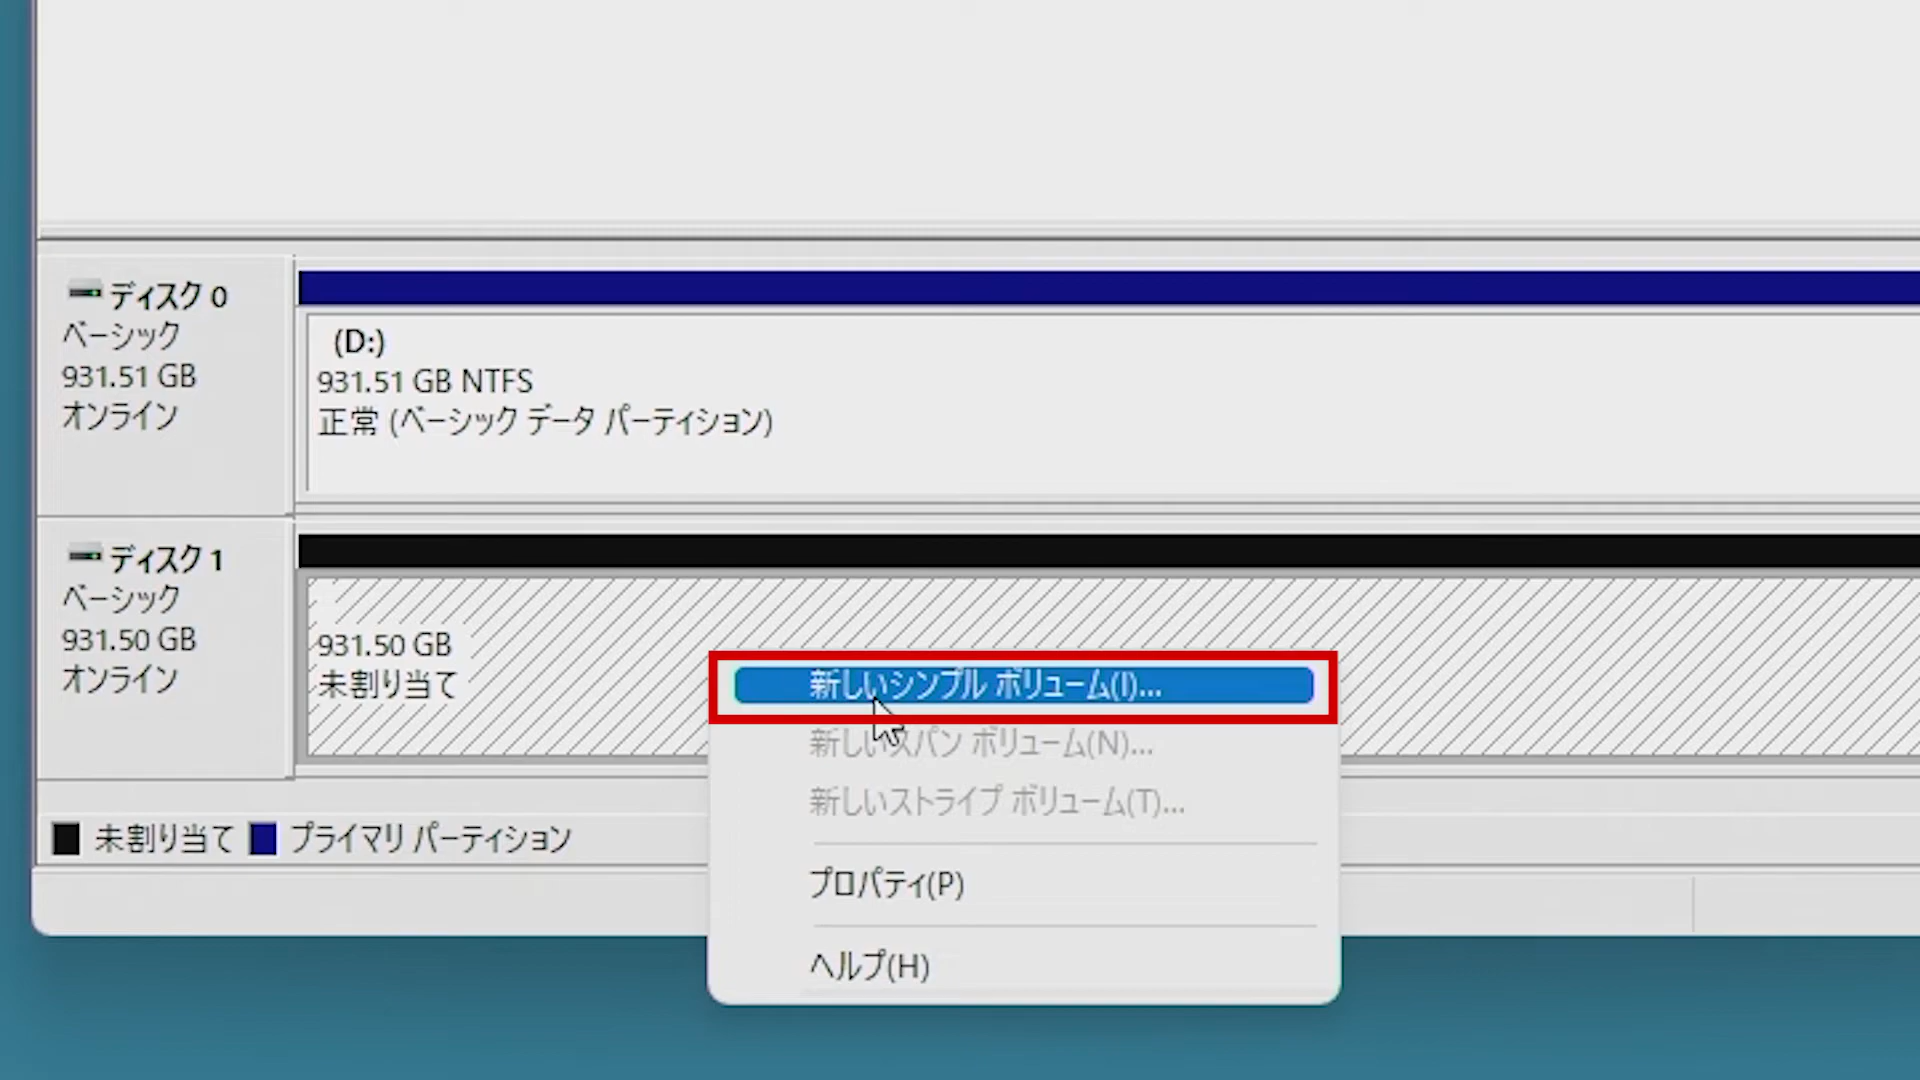 ディスク 0
ベーシック
931.51 GB
オンライン
(D:)
931.51 GB NTFS
正常 (ベーシック データ パーティション)
ディスク 1
ベーシック
931.50 GB
オンライン
931.50 GB
未割り当て
新しいシンプル ボリューム(I)...
新しいスパン ボリューム(N)...
新しいストライプ ボリューム(T)...
プロパティ(P)
ヘルプ(H)
未割り当て プライマリ パーティション